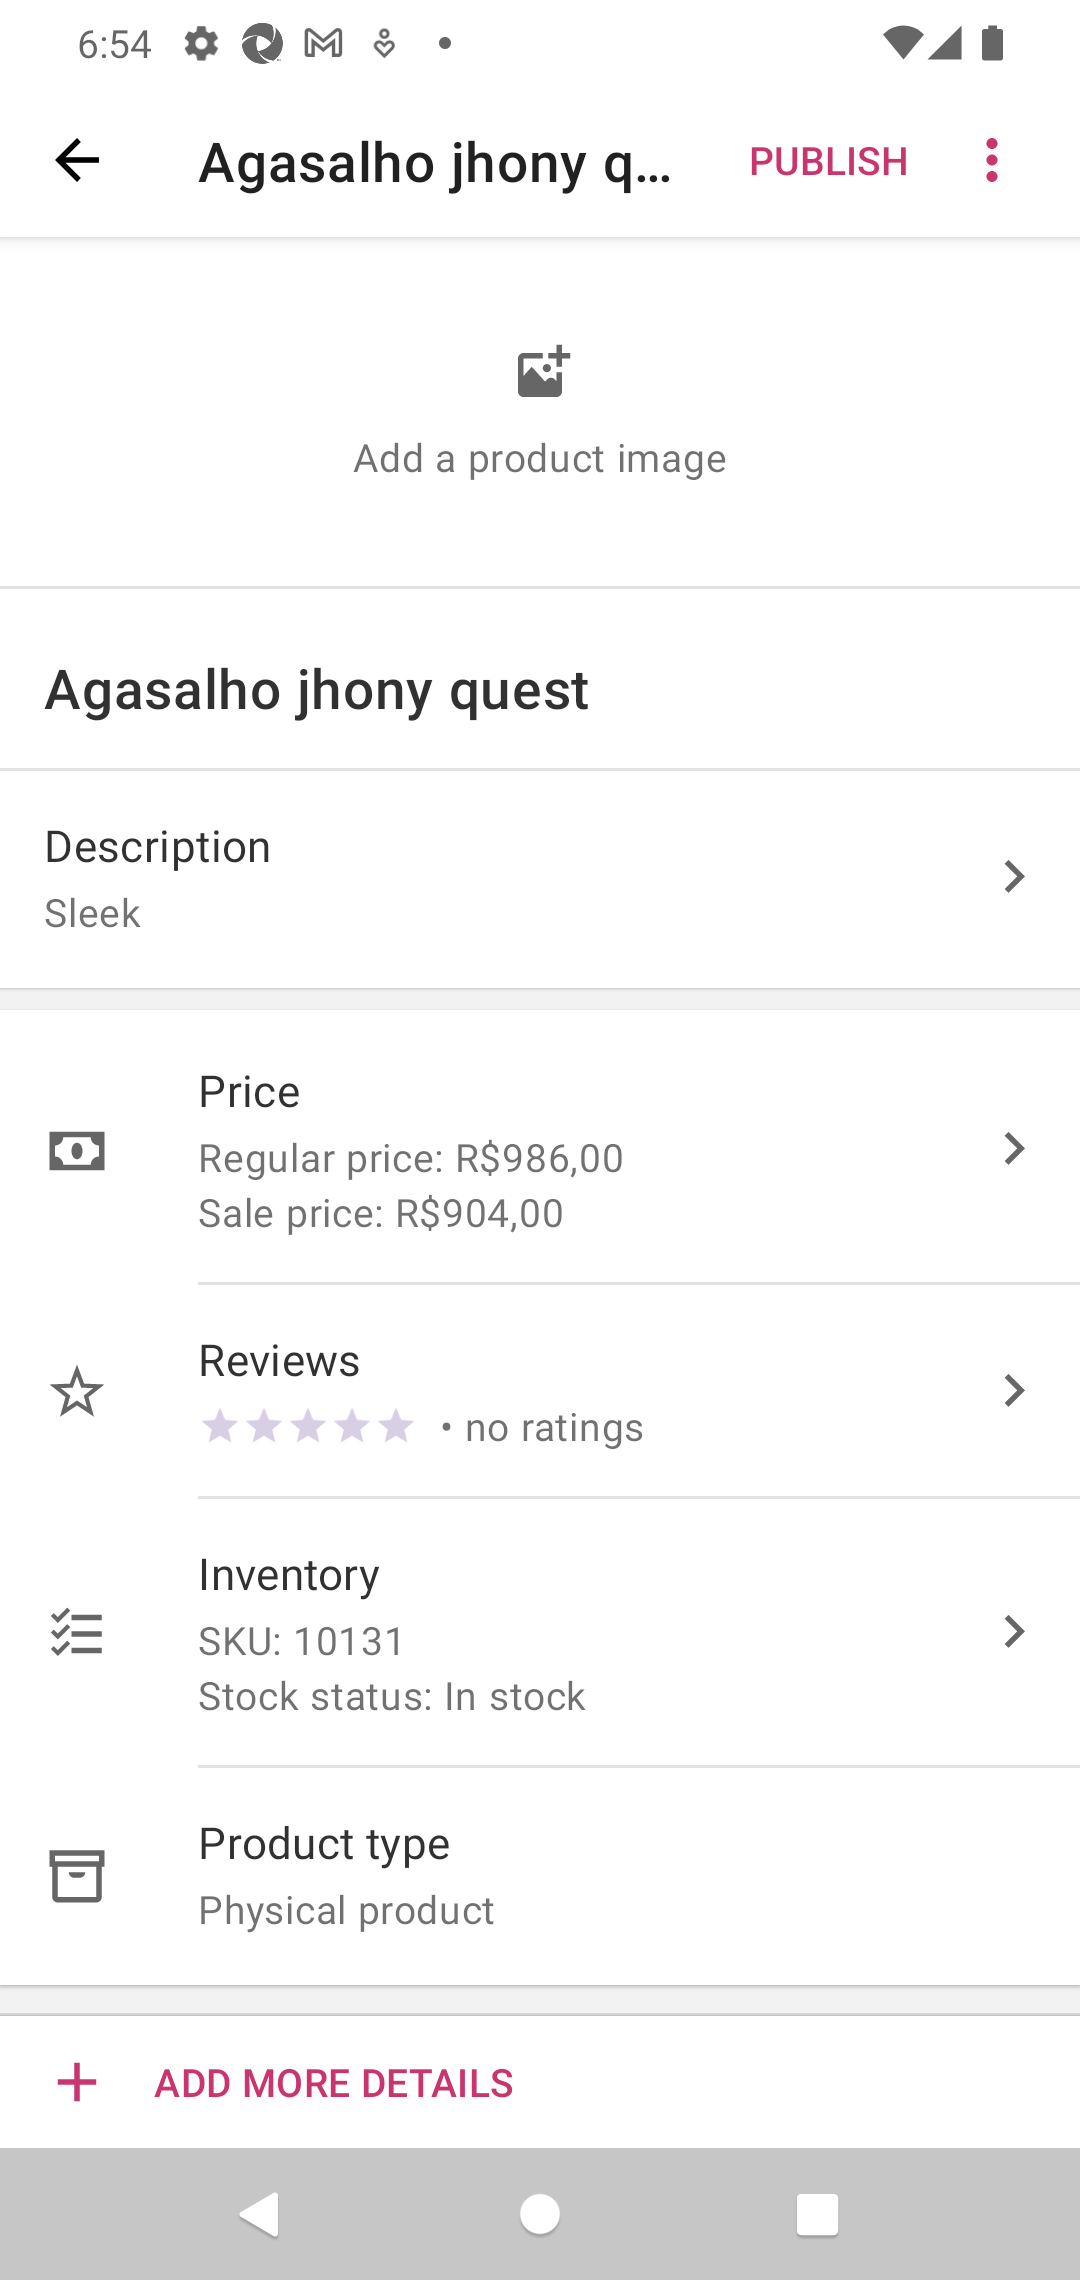 6:54
Agasalho jhony q...
PUBLISH
Add a product image
Agasalho jhony quest
Description
Sleek
Price
Regular price: R$986,00
Sale price: R$904,00
Reviews
• no ratings
Inventory
SKU: 10131
Stock status: In stock
Product type
Physical product
ADD MORE DETAILS